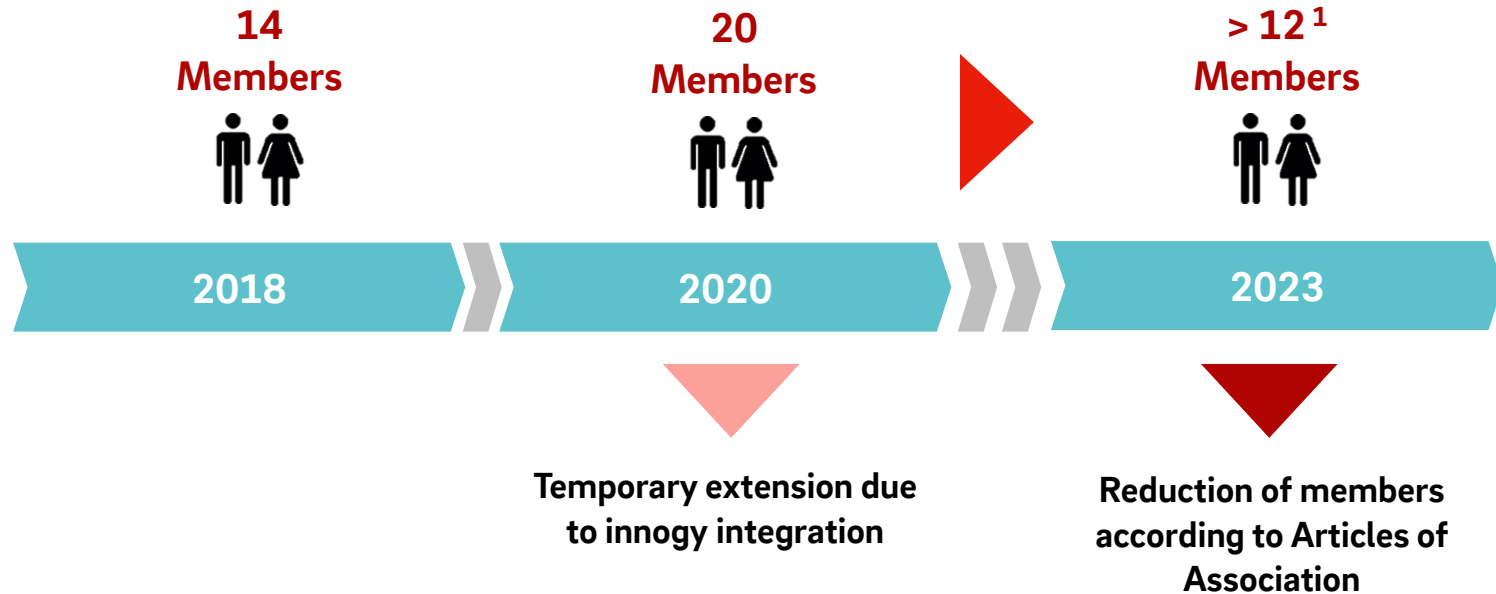 14
Members
20
Members
> 12 1
Members
2018
2020
2023
Temporary extension due
to innogy integration
Reduction of members
according to Articles of
Association